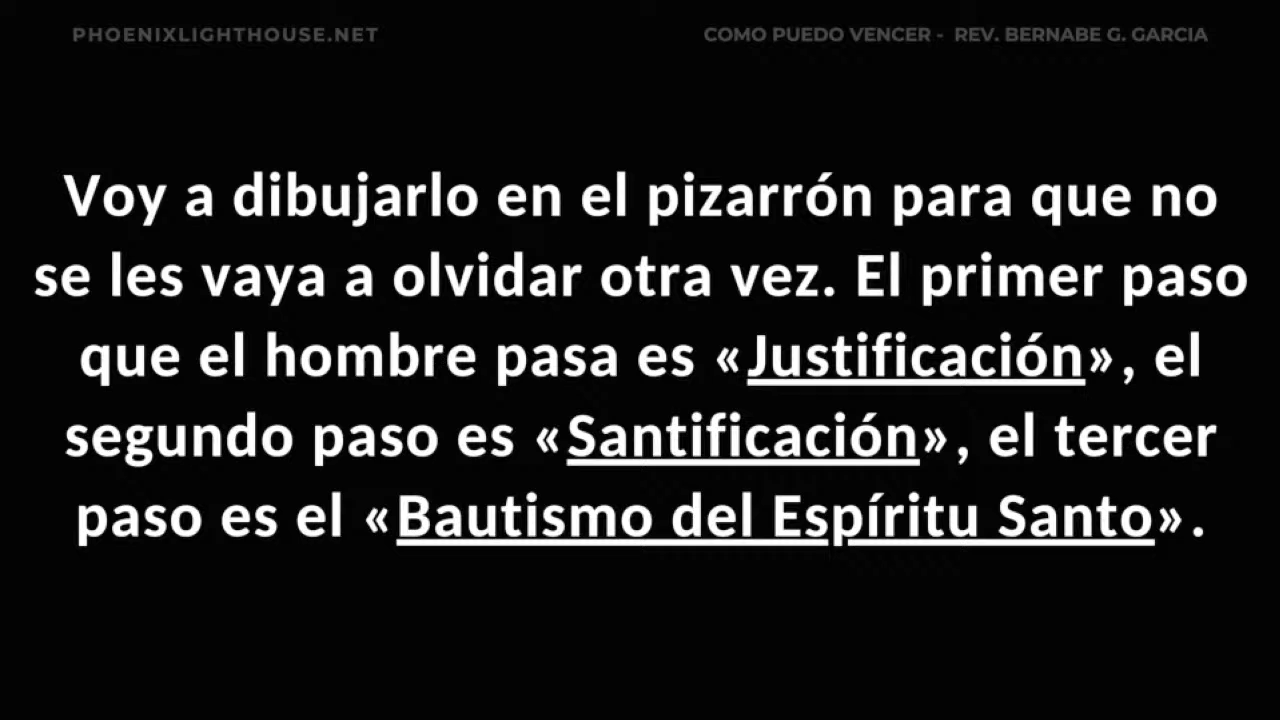 PHOENIXLIGHTHOUSE.NET
COMO PUEDO VENCER - REV. BERNABE G. GARCIA
Voy a dibujarlo en el pizarrón para que no
se les vaya a olvidar otra vez. El primer paso
que el hombre pasa es «Justificación», el
segundo paso es «Santificación», el tercer
paso es el «Bautismo del Espíritu Santo».